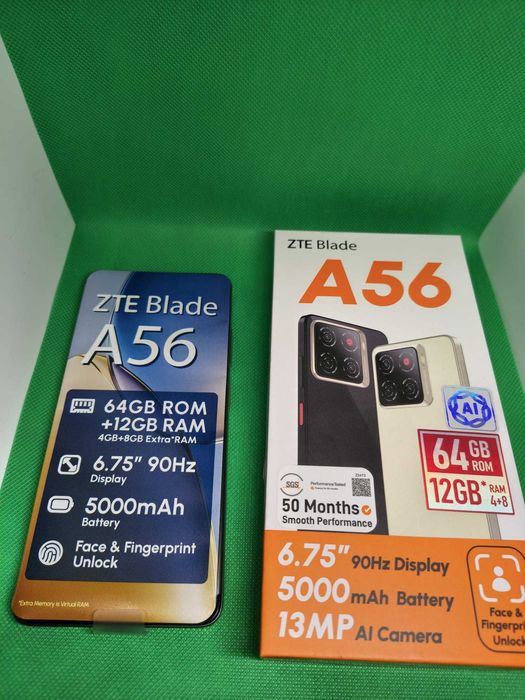 ZTE Blade
A56
64GB ROM
+12GB RAM
4GB+8GB Extra*RAM
6.75" 90Hz
Display
5000mAh
Battery
Face & Fingerprint
Unlock
*Extra Memory is Virtual RAM
ZTE Blade
A56
AI
64 GB ROM
12GB* RAM 4+8
SGS
Performance Tested
50 Months
Smooth Performance
6.75" 90Hz Display
5000 mAh Battery
13MP AI Camera
Face &
Fingerprint
Unlock